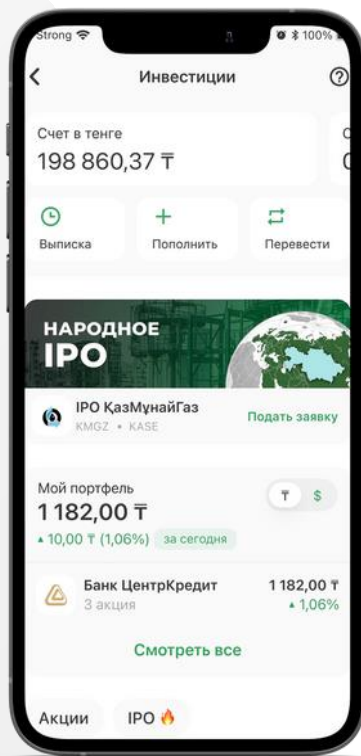 Strong 100%
Инвестиции
Счет в тенге
198 860,37 ₸
Выписка Пополнить Перевести
НАРОДНОЕ
IPO
IPO ҚазМұнайГаз
KMGZ • KASE
Подать заявку
Мой портфель
1 182,00 ₸
₸ $
10,00 ₸ (1,06%) за сегодня
Банк ЦентрКредит 1 182,00 ₸
3 акция 1,06%
Смотреть все
Акции IPO 🔥